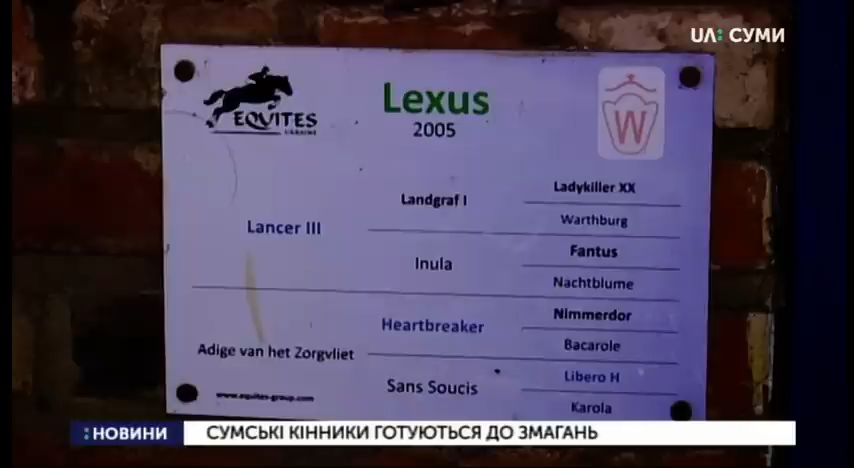 UA: СУМИ
EQUITES
UKRAINE
Lexus
2005
W
Lancer III
Landgraf I
Ladykiller XX
Warthburg
Inula
Fantus
Nachtblume
Adige van het Zorgvliet
Heartbreaker
Nimmerdor
Bacarole
Sans Soucis
Libero H
Karola
www.equites-group.com
:НОВИНИ
СУМСЬКІ КІННИКИ ГОТУЮТЬСЯ ДО ЗМАГАНЬ